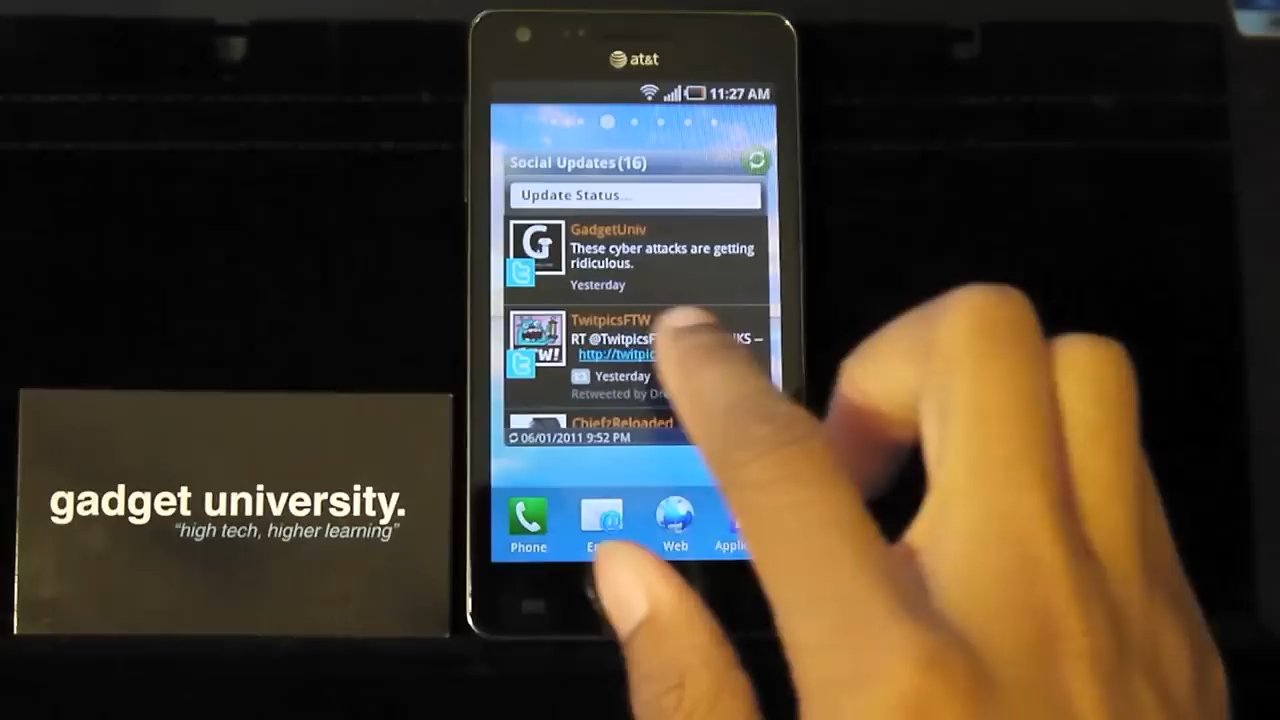 at&t
11:27 AM
Social Updates (16)
Update Status...
G
GadgetUniv
These cyber attacks are getting
ridiculous.
Yesterday
TwitpicsFTW
RT @TwitpicsF
http://twitpic
Yesterday
Retweeted by
ChiefzReloaded
06/01/2011 9:52 PM
Phone
Web
gadget university.
"high tech, higher learning"